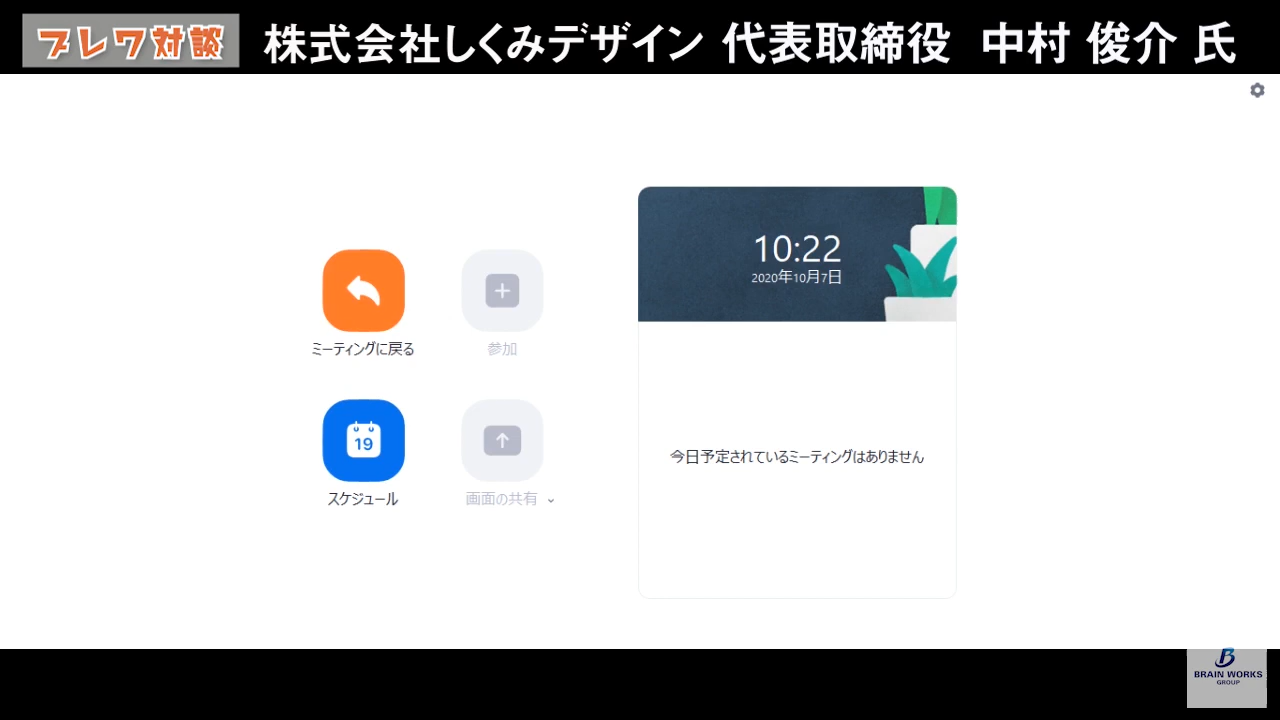 ブレワ対談
株式会社しくみデザイン 代表取締役 中村 俊介 氏
ミーティングに戻る
参加
19
スケジュール
画面の共有
10:22
2020年10月7日
今日予定されているミーティングはありません
B
BRAIN WORKS
GROUP